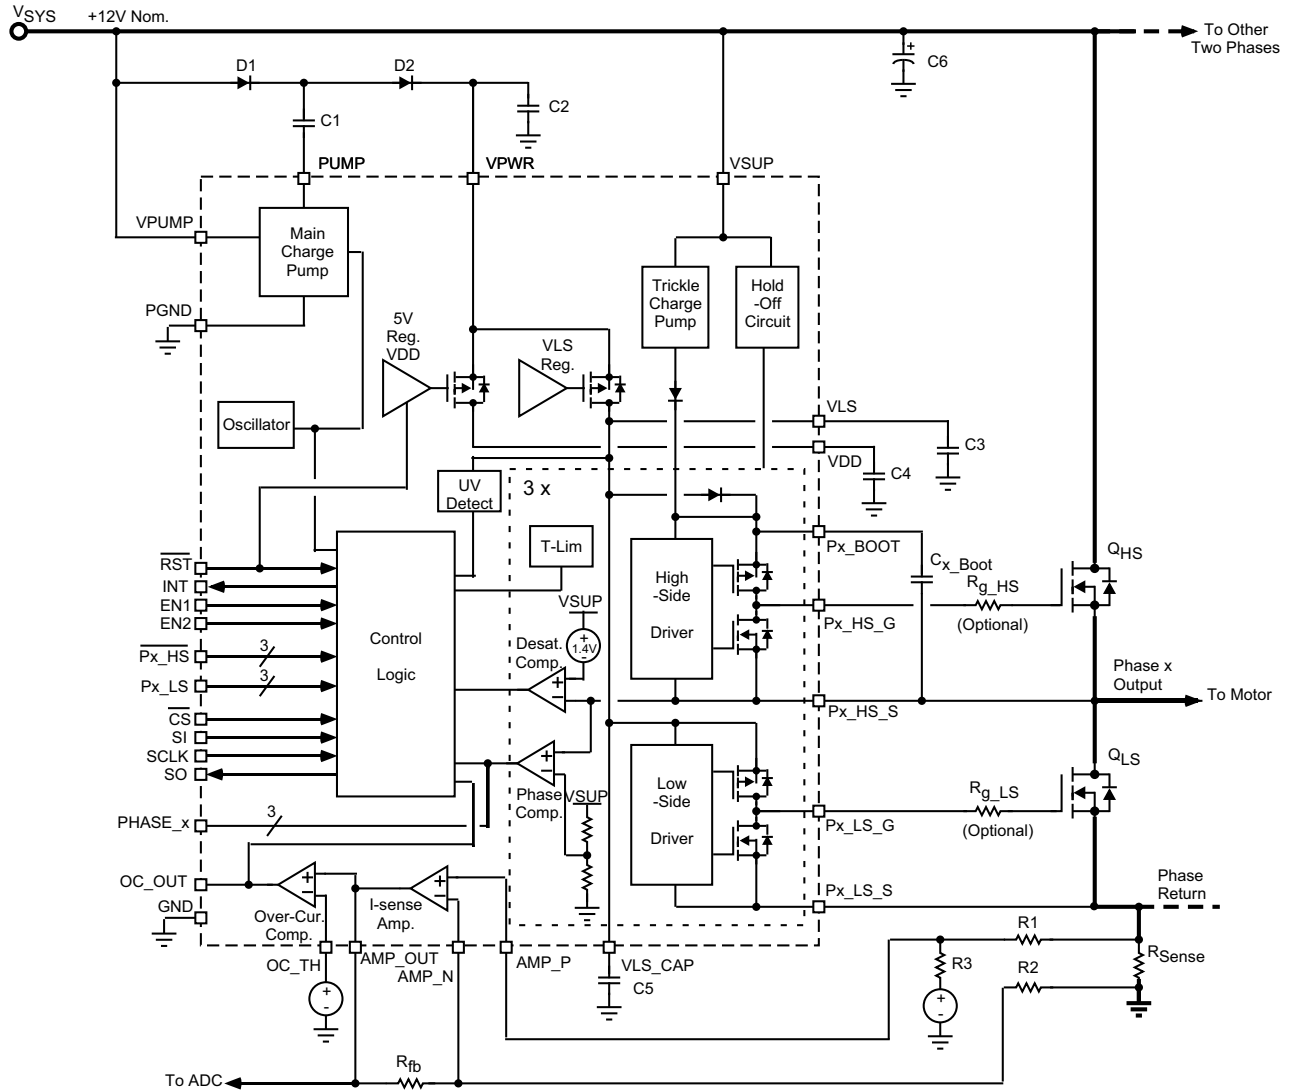 VSYS
+12V Nom.
To Other
Two Phases
D1
D2
C6
C1
C2
PUMP
VPWR
VSUP
VPUMP
Main
Charge
Pump
PGND
Trickle
Charge
Pump
Hold
-Off
Circuit
5V
Reg.
VDD
VLS
Reg.
Oscillator
VLS
C3
VDD
C4
UV
Detect
3 x
T-Lim
Px_BOOT
Cx_Boot
QHS
RST
INT
EN1
EN2
Px_HS
3
Px_LS
3
CS
SI
SCLK
SO
Control
Logic
VSUP
+
1.4V
-
Desat.
Comp.
+
-
High
-Side
Driver
Px_HS_G
Rg_HS
(Optional)
Phase x
Output
To Motor
Px_HS_S
+
-
Phase
Comp.
VSUP
Low
-Side
Driver
QLS
Rg_LS
(Optional)
Px_LS_G
PHASE_x
3
OC_OUT
GND
+
-
Over-Cur.
Comp.
+
-
I-sense
Amp.
Px_LS_S
Phase
Return
OC_TH
AMP_OUT
AMP_N
AMP_P
VLS_CAP
C5
+
-
R1
R2
R3
+
-
RSense
Rfb
To ADC